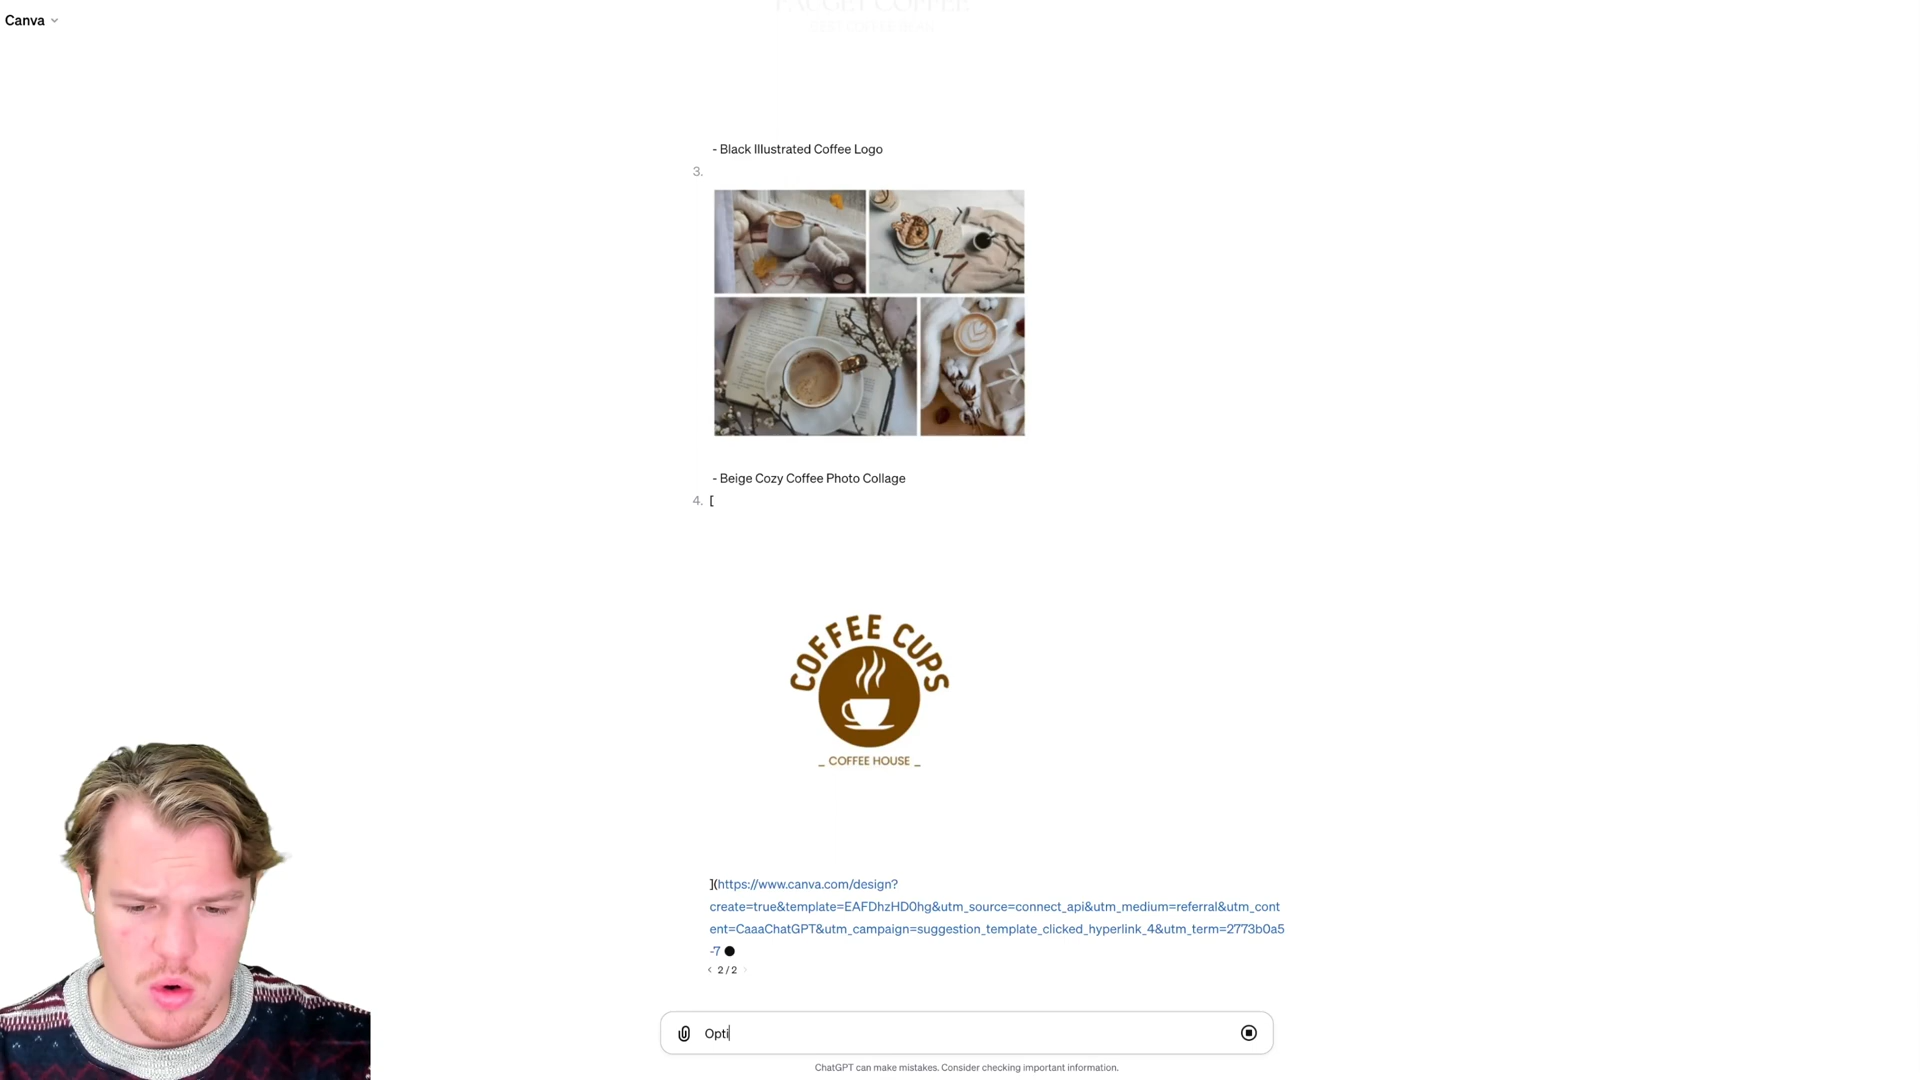 Canva
FAUGET COFFEE
- Black Illustrated Coffee Logo
3.
- Beige Cozy Coffee Photo Collage
4. [
COFFEE CUPS
_ COFFEE HOUSE _
](https://www.canva.com/design?
create=true&template=EAFDhzHD0hg&utm_source=connect_api&utm_medium=referral&utm_cont
ent=CaaaChatGPT&utm_campaign=suggestion_template_clicked_hyperlink_4&utm_term=2773b0a5
-7
< 2 / 2 >
Opti
ChatGPT can make mistakes. Consider checking important information.